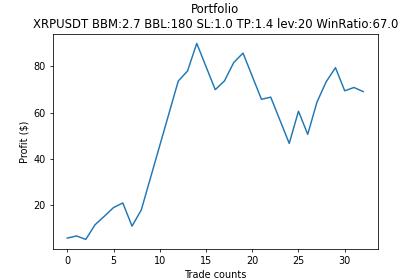 Portfolio
XRPUSDT BBM:2.7 BBL:180 SL:1.0 TP:1.4 lev:20 WinRatio:67.0
80
60
40
20
Profit ($)
0 5 10 15 20 25 30
Trade counts